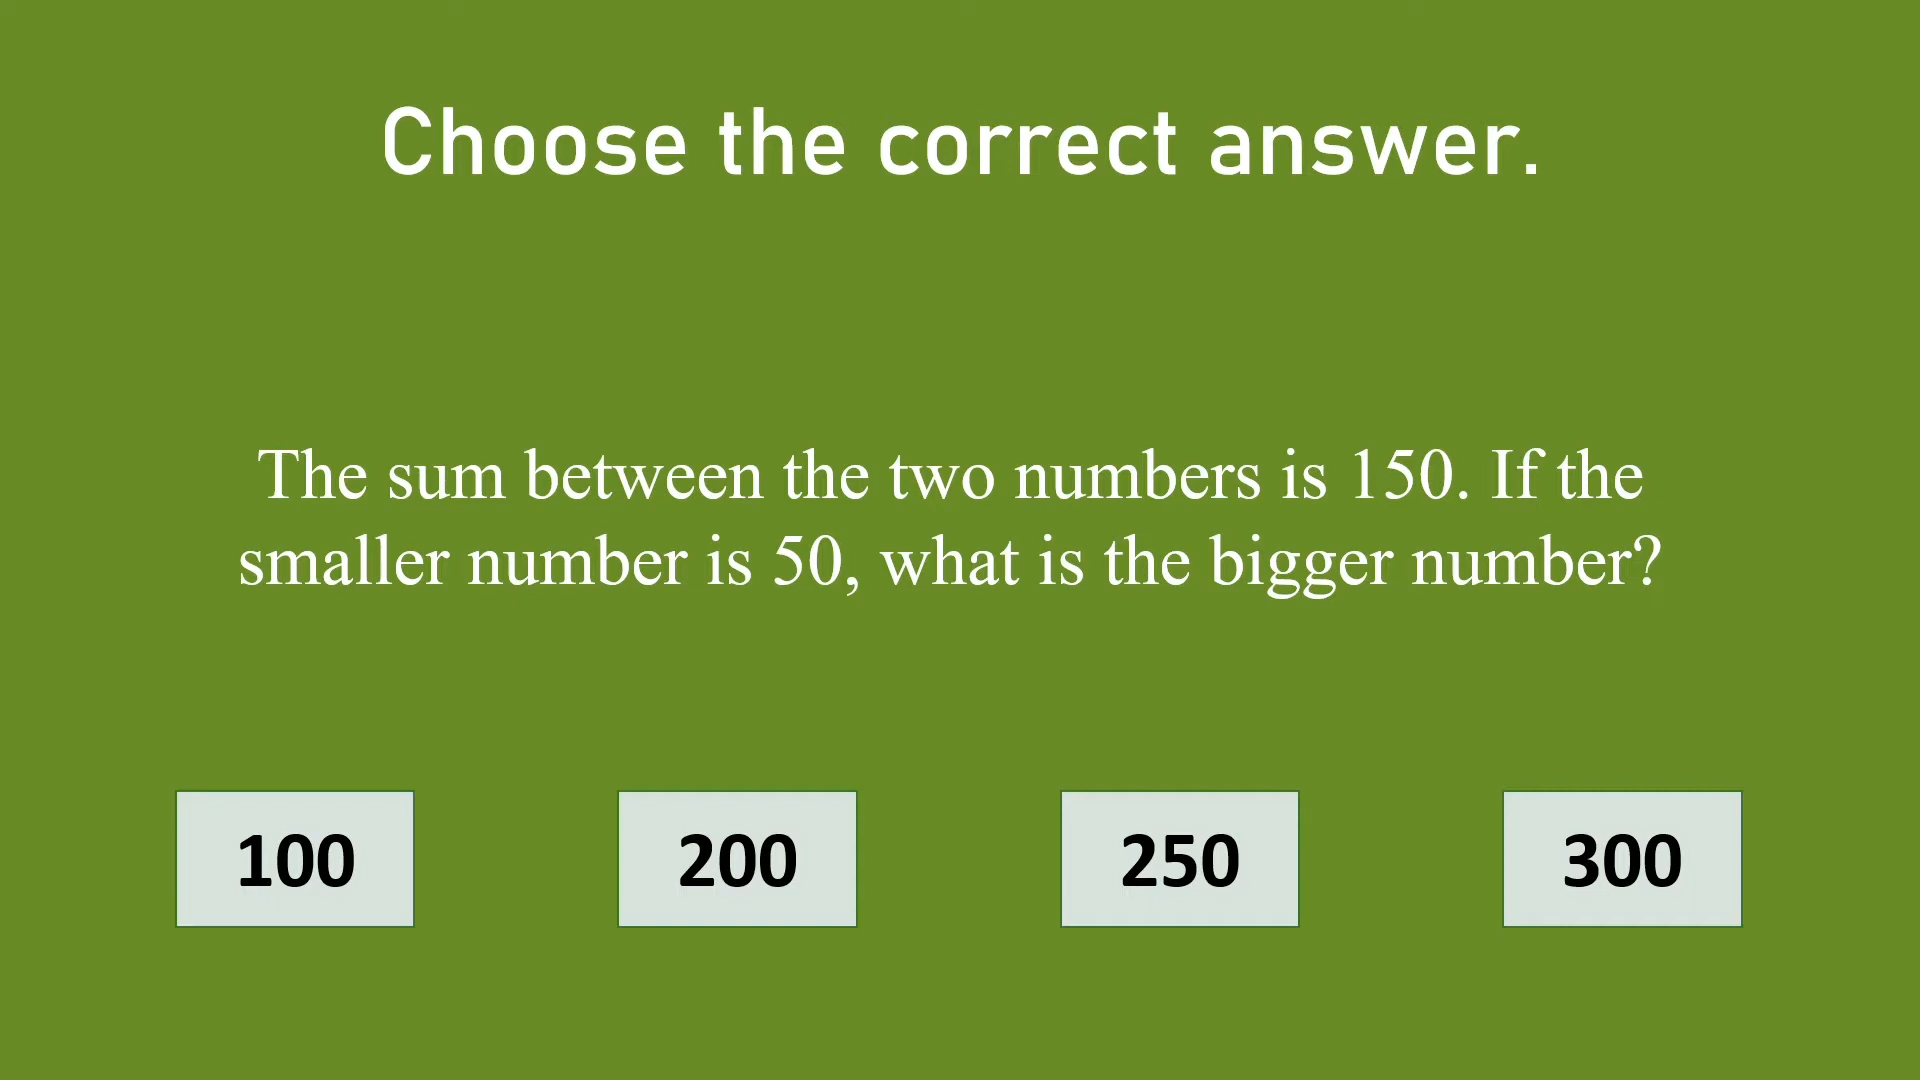 Choose the correct answer.
The sum between the two numbers is 150. If the
smaller number is 50, what is the bigger number?
100
200
250
300